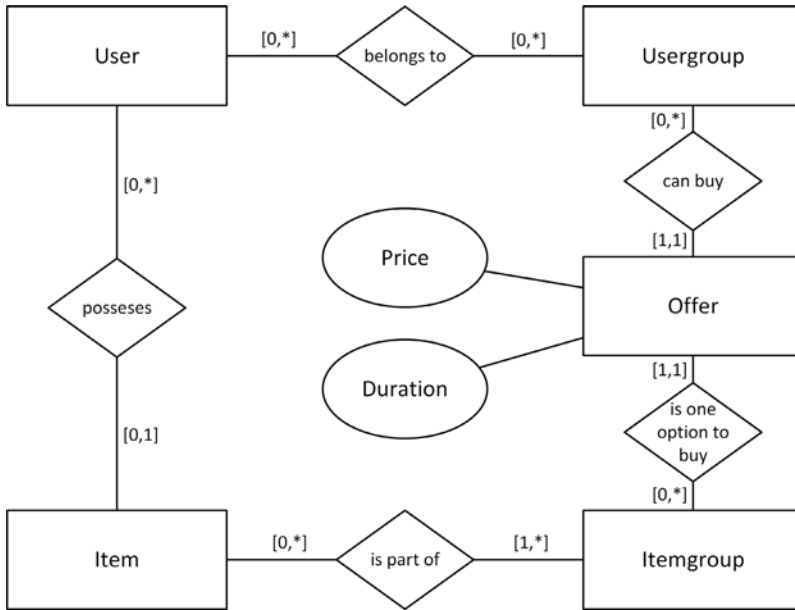 User
[0,*]
belongs to
[0,*]
Usergroup
[0,*]
[0,*]
can buy
[1,1]
Price
posseses
Offer
Duration
[1,1]
is one
option to
buy
[0,1]
[0,*]
Item
[0,*]
is part of
[1,*]
Itemgroup